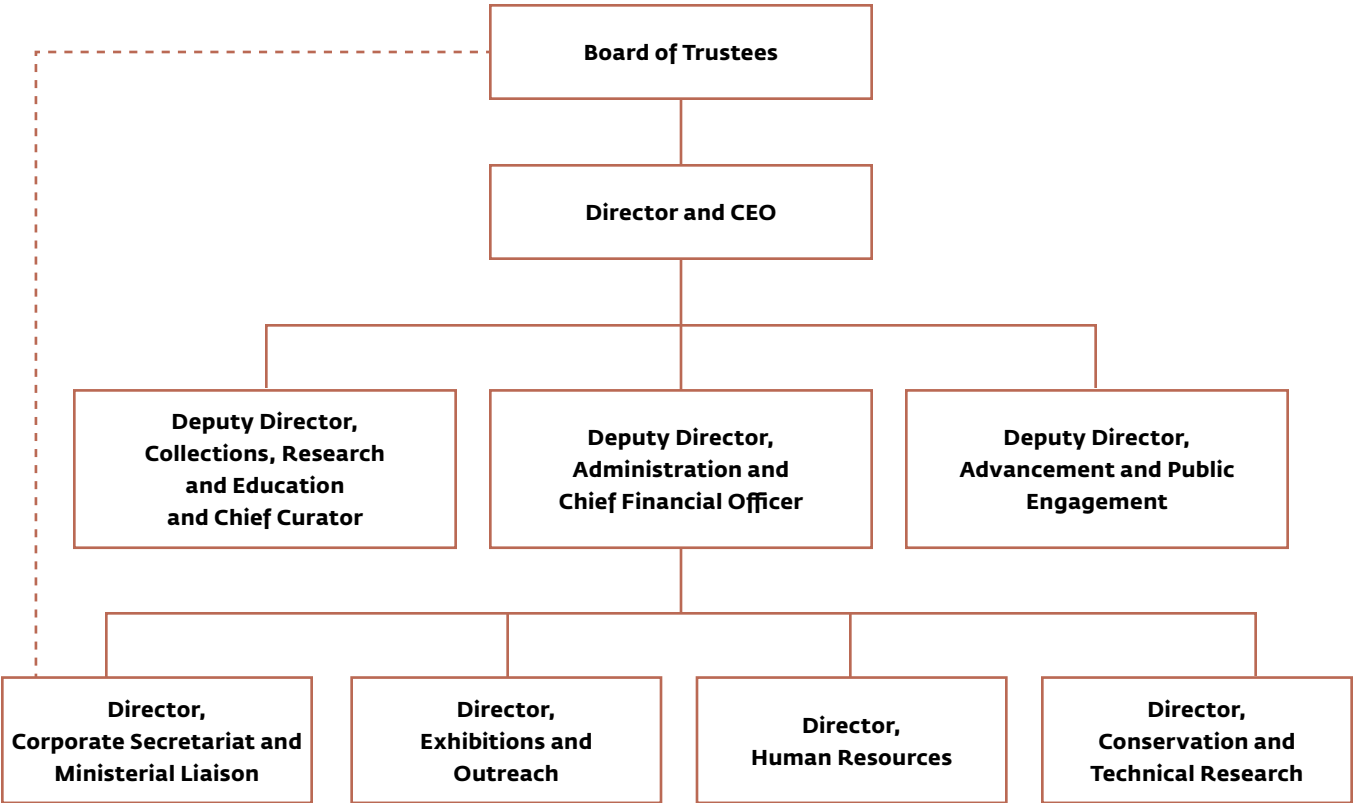 Board of Trustees
Director and CEO
Deputy Director,
Collections, Research
and Education
and Chief Curator
Deputy Director,
Administration and
Chief Financial Officer
Deputy Director,
Advancement and Public
Engagement
Director,
Corporate Secretariat and
Ministerial Liaison
Director,
Exhibitions and
Outreach
Director,
Human Resources
Director,
Conservation and
Technical Research